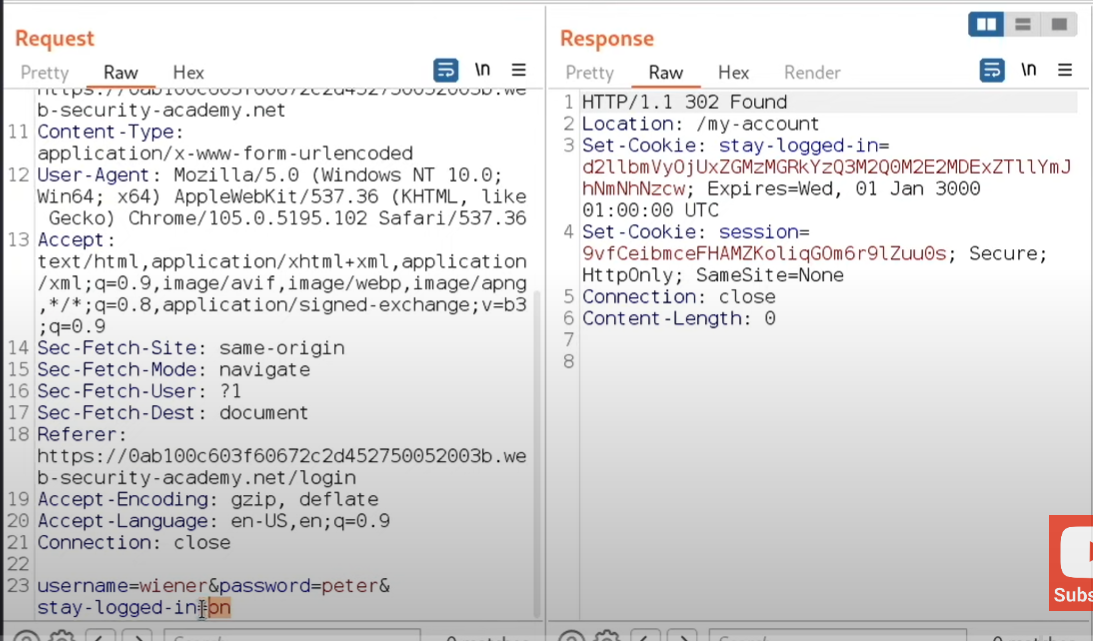 Request
Pretty Raw Hex \n
https://0ab100c603f60672c2d452750052003b.we
b-security-academy.net
11 Content-Type:
application/x-www-form-urlencoded
12 User-Agent: Mozilla/5.0 (Windows NT 10.0;
Win64; x64) AppleWebKit/537.36 (KHTML, like
Gecko) Chrome/105.0.5195.102 Safari/537.36
13 Accept:
text/html,application/xhtml+xml,application
/xml;q=0.9,image/avif,image/webp,image/apng
,*/*;q=0.8,application/signed-exchange;v=b3
;q=0.9
14 Sec-Fetch-Site: same-origin
15 Sec-Fetch-Mode: navigate
16 Sec-Fetch-User: ?1
17 Sec-Fetch-Dest: document
18 Referer:
https://0ab100c603f60672c2d452750052003b.we
b-security-academy.net/login
19 Accept-Encoding: gzip, deflate
20 Accept-Language: en-US,en;q=0.9
21 Connection: close
22
23 username=wiener&password=peter&
stay-logged-in=on
Response
Pretty Raw Hex Render \n
1 HTTP/1.1 302 Found
2 Location: /my-account
3 Set-Cookie: stay-logged-in=
d2llbmVyOjUxZGMzMGRkYzQ3M2Q0M2E2MDExZTllYmJ
hNmNhNzcw; Expires=Wed, 01 Jan 3000
01:00:00 UTC
4 Set-Cookie: session=
9vfCeibmceFHAMZKoliqGOm6r9lZuu0s; Secure;
HttpOnly; SameSite=None
5 Connection: close
6 Content-Length: 0
7
8
Subs